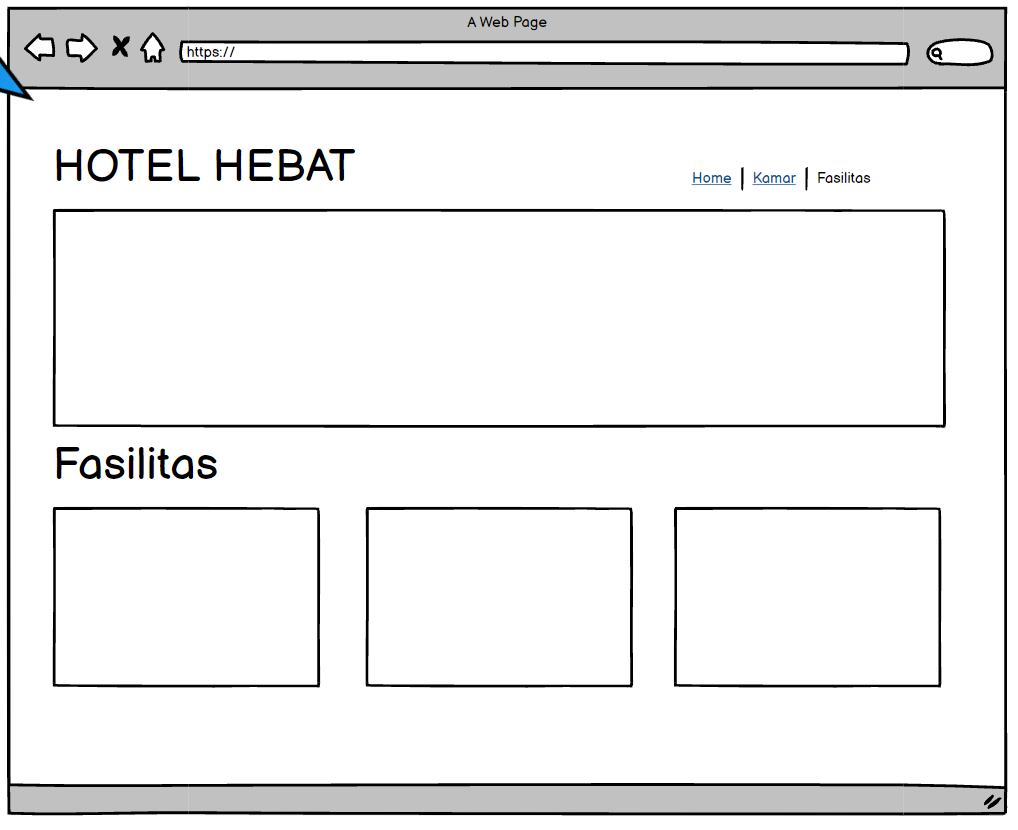 A Web Page
https://
HOTEL HEBAT
Home | Kamar | Fasilitas
Fasilitas